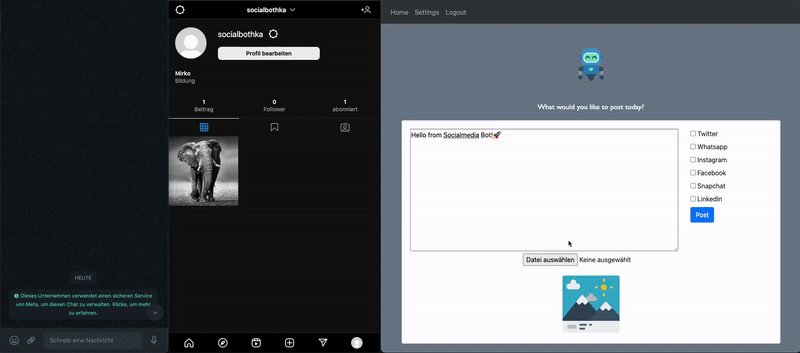 HEUTE
Dieses Unternehmen verwendet einen sicheren Service
von Meta, um diesen Chat zu verwalten. Klicke, um mehr
zu erfahren.
Schreib eine Nachricht
socialbothka
socialbothka
Profil bearbeiten
Mirko
Bildung
1
Beitrag
0
Follower
1
abonniert
Home Settings Logout
What would you like to post today?
Hello from Socialmedia Bot!🚀
Twitter
Whatsapp
Instagram
Facebook
Snapchat
LinkedIn
Post
Datei auswählen Keine ausgewählt